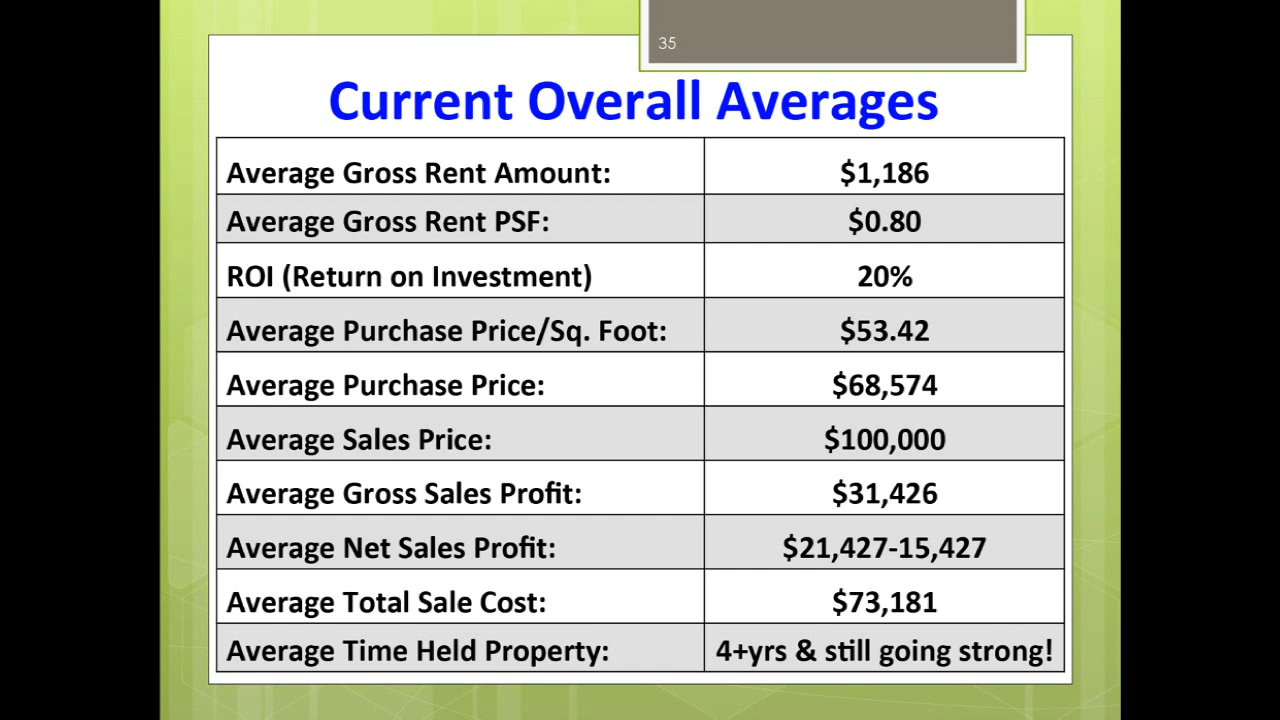 35
Current Overall Averages
Average Gross Rent Amount: $1,186
Average Gross Rent PSF: $0.80
ROI (Return on Investment) 20%
Average Purchase Price/Sq. Foot: $53.42
Average Purchase Price: $68,574
Average Sales Price: $100,000
Average Gross Sales Profit: $31,426
Average Net Sales Profit: $21,427-15,427
Average Total Sale Cost: $73,181
Average Time Held Property: 4+yrs & still going strong!